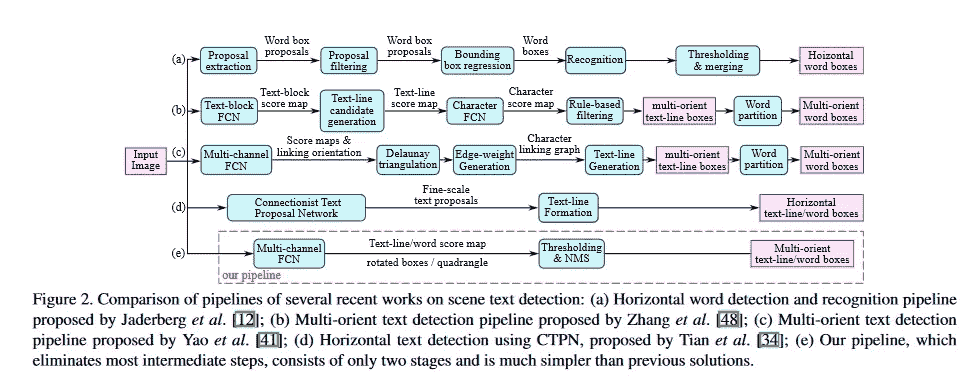 Word box proposals
Word box proposals
Word boxes
(a) Proposal extraction
Proposal filtering
Bounding box regression
Recognition
Thresholding & merging
Hoizontal word boxes
Text-block score map
Text-line score map
Character score map
(b) Text-block FCN
Text-line candidate generation
Character FCN
Rule-based filtering
multi-orient text-line boxes
Word partition
Multi-orient word boxes
Input Image
Score maps & linking orientation
Character linking graph
(c) Multi-channel FCN
Delaunay triangulation
Edge-weight Generation
Text-line Generation
multi-orient text-line boxes
Word partition
Multi-orient word boxes
(d) Connectionist Text Proposal Network
Fine-scale text proposals
Text-line Formation
Horizontal text-line/word boxes
(e) Multi-channel FCN
Text-line/word score map
rotated boxes / quadrangle
Thresholding & NMS
Multi-orient text-line/word boxes
our pipeline
Figure 2. Comparison of pipelines of several recent works on scene text detection: (a) Horizontal word detection and recognition pipeline
proposed by Jaderberg et al. [12]; (b) Multi-orient text detection pipeline proposed by Zhang et al. [48]; (c) Multi-orient text detection
pipeline proposed by Yao et al. [41]; (d) Horizontal text detection using CTPN, proposed by Tian et al. [34]; (e) Our pipeline, which
eliminates most intermediate steps, consists of only two stages and is much simpler than previous solutions.